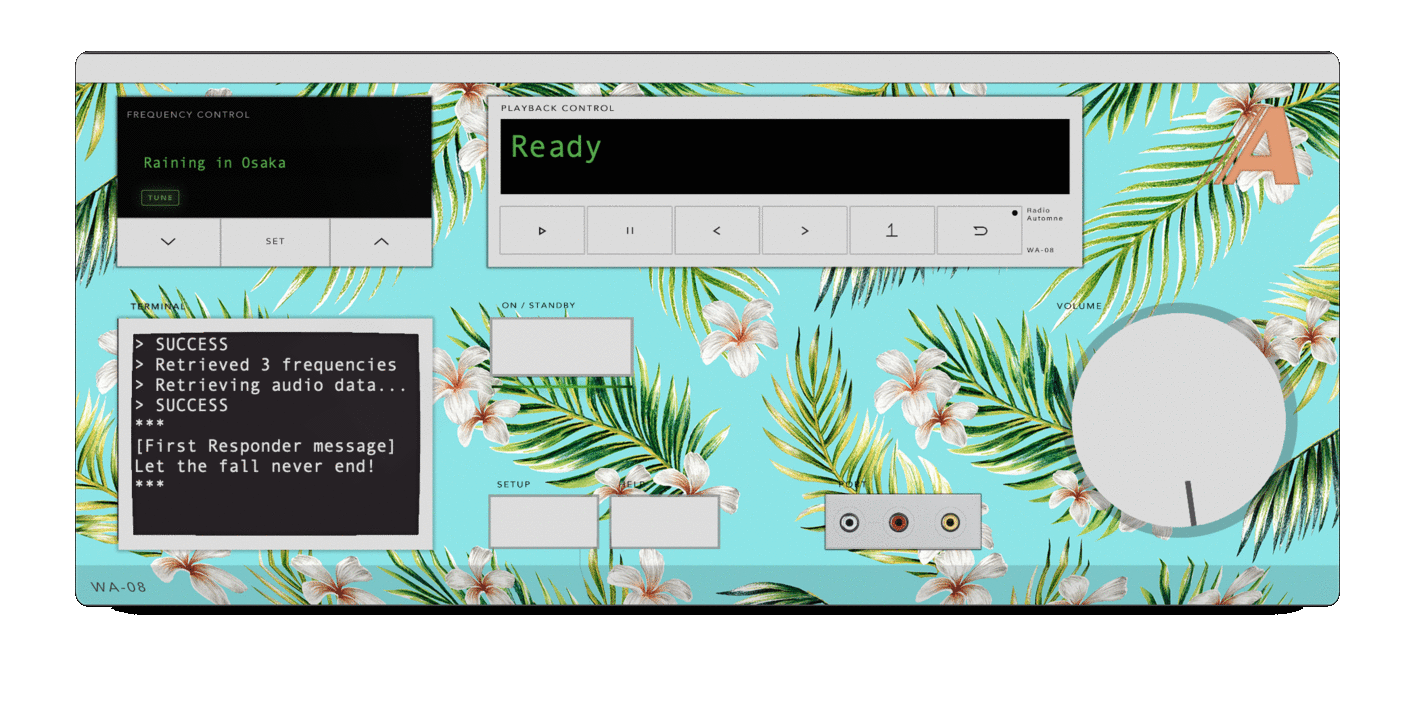 FREQUENCY CONTROL
Raining in Osaka
TUNE
SET
PLAYBACK CONTROL
Ready
1
Radio
Automne
WA-08
A
TERMINAL
> SUCCESS
> Retrieved 3 frequencies
> Retrieving audio data...
> SUCCESS
***
[First Responder message]
Let the fall never end!
***
ON / STANDBY
SETUP
HELP
PORT
VOLUME
WA-08